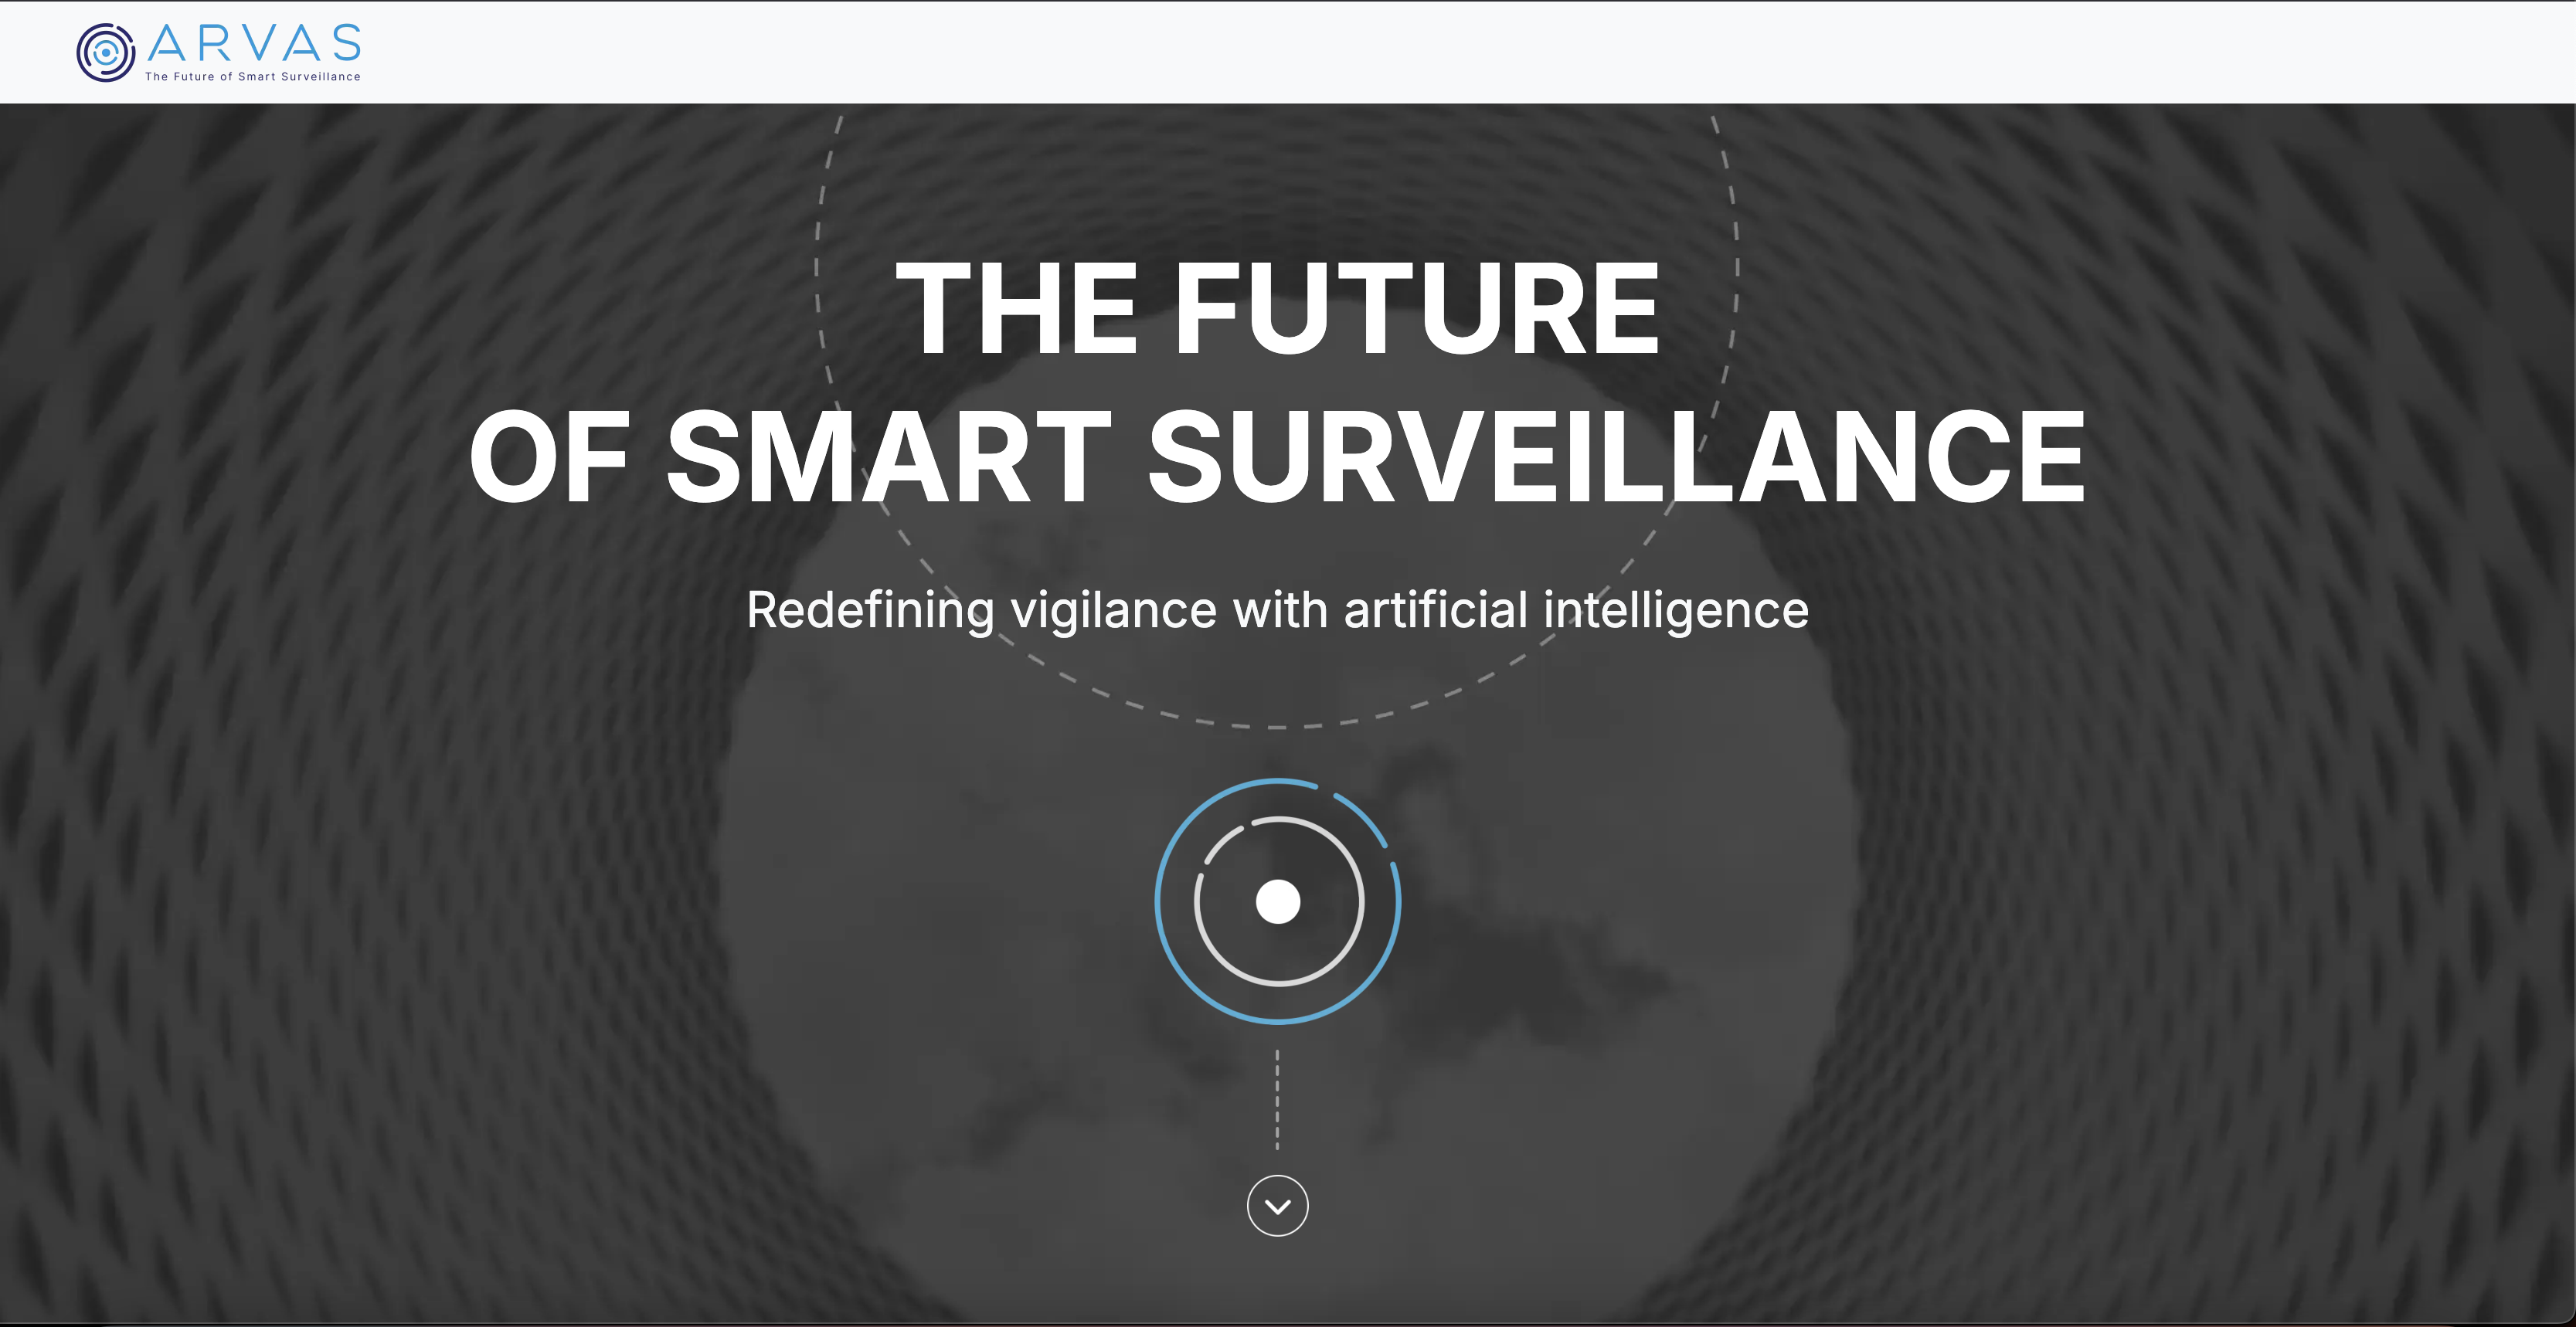 ARVAS
The Future of Smart Surveillance
THE FUTURE
OF SMART SURVEILLANCE
Redefining vigilance with artificial intelligence